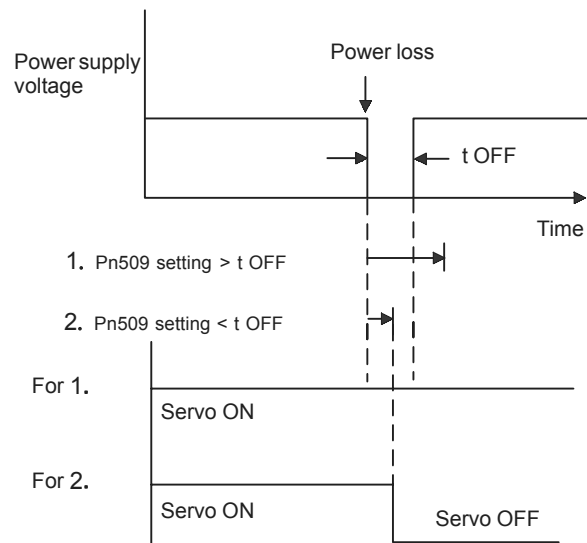 Power supply
voltage
Power loss
t OFF
Time
1. Pn509 setting > t OFF
2. Pn509 setting < t OFF
For 1.
Servo ON
For 2.
Servo ON
Servo OFF